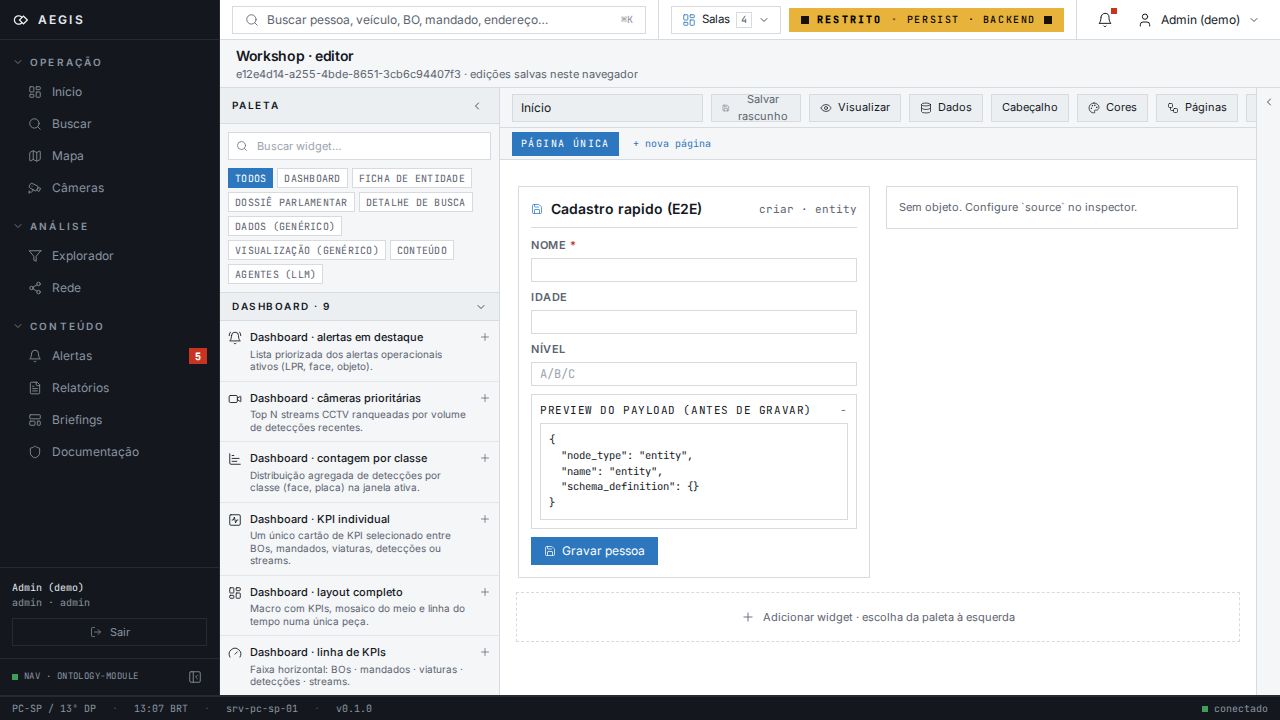 AEGIS
Buscar pessoa, veículo, BO, mandado, endereço... ⌘K
Salas 4
RESTRITO · PERSIST · BACKEND
Admin (demo)
OPERAÇÃO
Início
Buscar
Mapa
Câmeras
ANÁLISE
Explorador
Rede
CONTEÚDO
Alertas 5
Relatórios
Briefings
Documentação
Admin (demo)
admin · admin
Sair
NAV · ONTOLOGY-MODULE
Workshop · editor
e12e4d14-a255-4bde-8651-3cb6c94407f3 · edições salvas neste navegador
PALETA
Buscar widget...
TODOS DASHBOARD FICHA DE ENTIDADE
DOSSIÊ PARLAMENTAR DETALHE DE BUSCA
DADOS (GENÉRICO)
VISUALIZAÇÃO (GENÉRICO) CONTEÚDO
AGENTES (LLM)
DASHBOARD · 9
Dashboard · alertas em destaque
Lista priorizada dos alertas operacionais
ativos (LPR, face, objeto).
Dashboard · câmeras prioritárias
Top N streams CCTV ranqueadas por volume
de detecções recentes.
Dashboard · contagem por classe
Distribuição agregada de detecções por
classe (face, placa) na janela ativa.
Dashboard · KPI individual
Um único cartão de KPI selecionado entre
BOs, mandados, viaturas, detecções ou
streams.
Dashboard · layout completo
Macro com KPIs, mosaico do meio e linha do
tempo numa única peça.
Dashboard · linha de KPIs
Faixa horizontal: BOs · mandados · viaturas ·
detecções · streams.
Início
Salvar
rascunho
Visualizar
Dados
Cabeçalho
Cores
Páginas
PÁGINA ÚNICA + nova página
Cadastro rapido (E2E) criar · entity
NOME *
IDADE
NÍVEL
A/B/C
PREVIEW DO PAYLOAD (ANTES DE GRAVAR) -
{
"node_type": "entity",
"name": "entity",
"schema_definition": {}
}
Gravar pessoa
Sem objeto. Configure `source` no inspector.
+ Adicionar widget · escolha da paleta à esquerda
PC-SP / 13ª DP · 13:07 BRT · srv-pc-sp-01 · v0.1.0
conectado